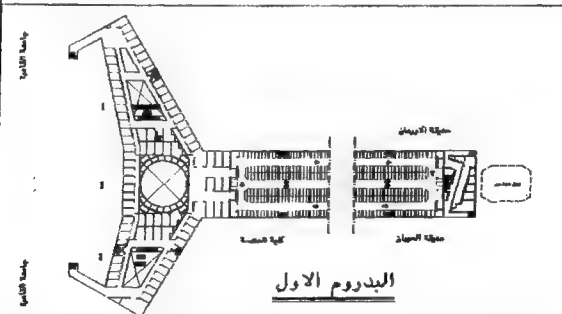 جامعة القاهرة
حديقة الاورمان
كلية الهندسة
حديقة الحيوان
جامعة القاهرة
البدروم الاول